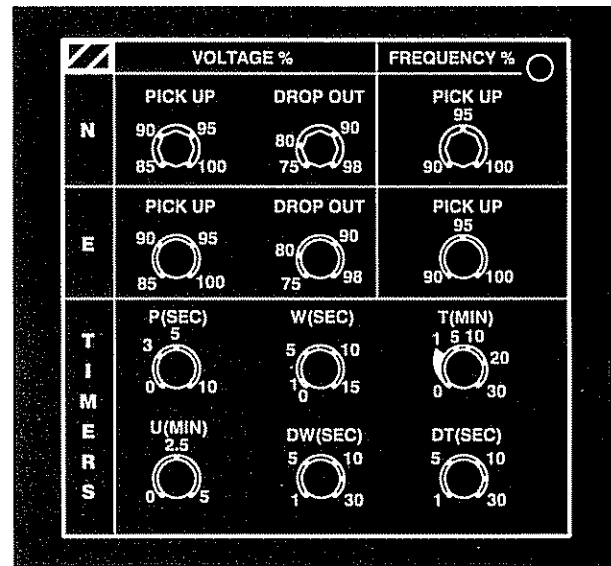 VOLTAGE % FREQUENCY %
N
PICK UP DROP OUT PICK UP
90 95 80 90 95
85 100 75 98 90 100
E
PICK UP DROP OUT PICK UP
90 95 80 90 95
85 100 75 98 90 100
TIMERS
P(SEC) W(SEC) T(MIN)
3 5 5 10 1 5 10 20
0 10 1 0 15 0 30
U(MIN) DW(SEC) DT(SEC)
2.5 5 10 5 10
0 5 1 30 1 30